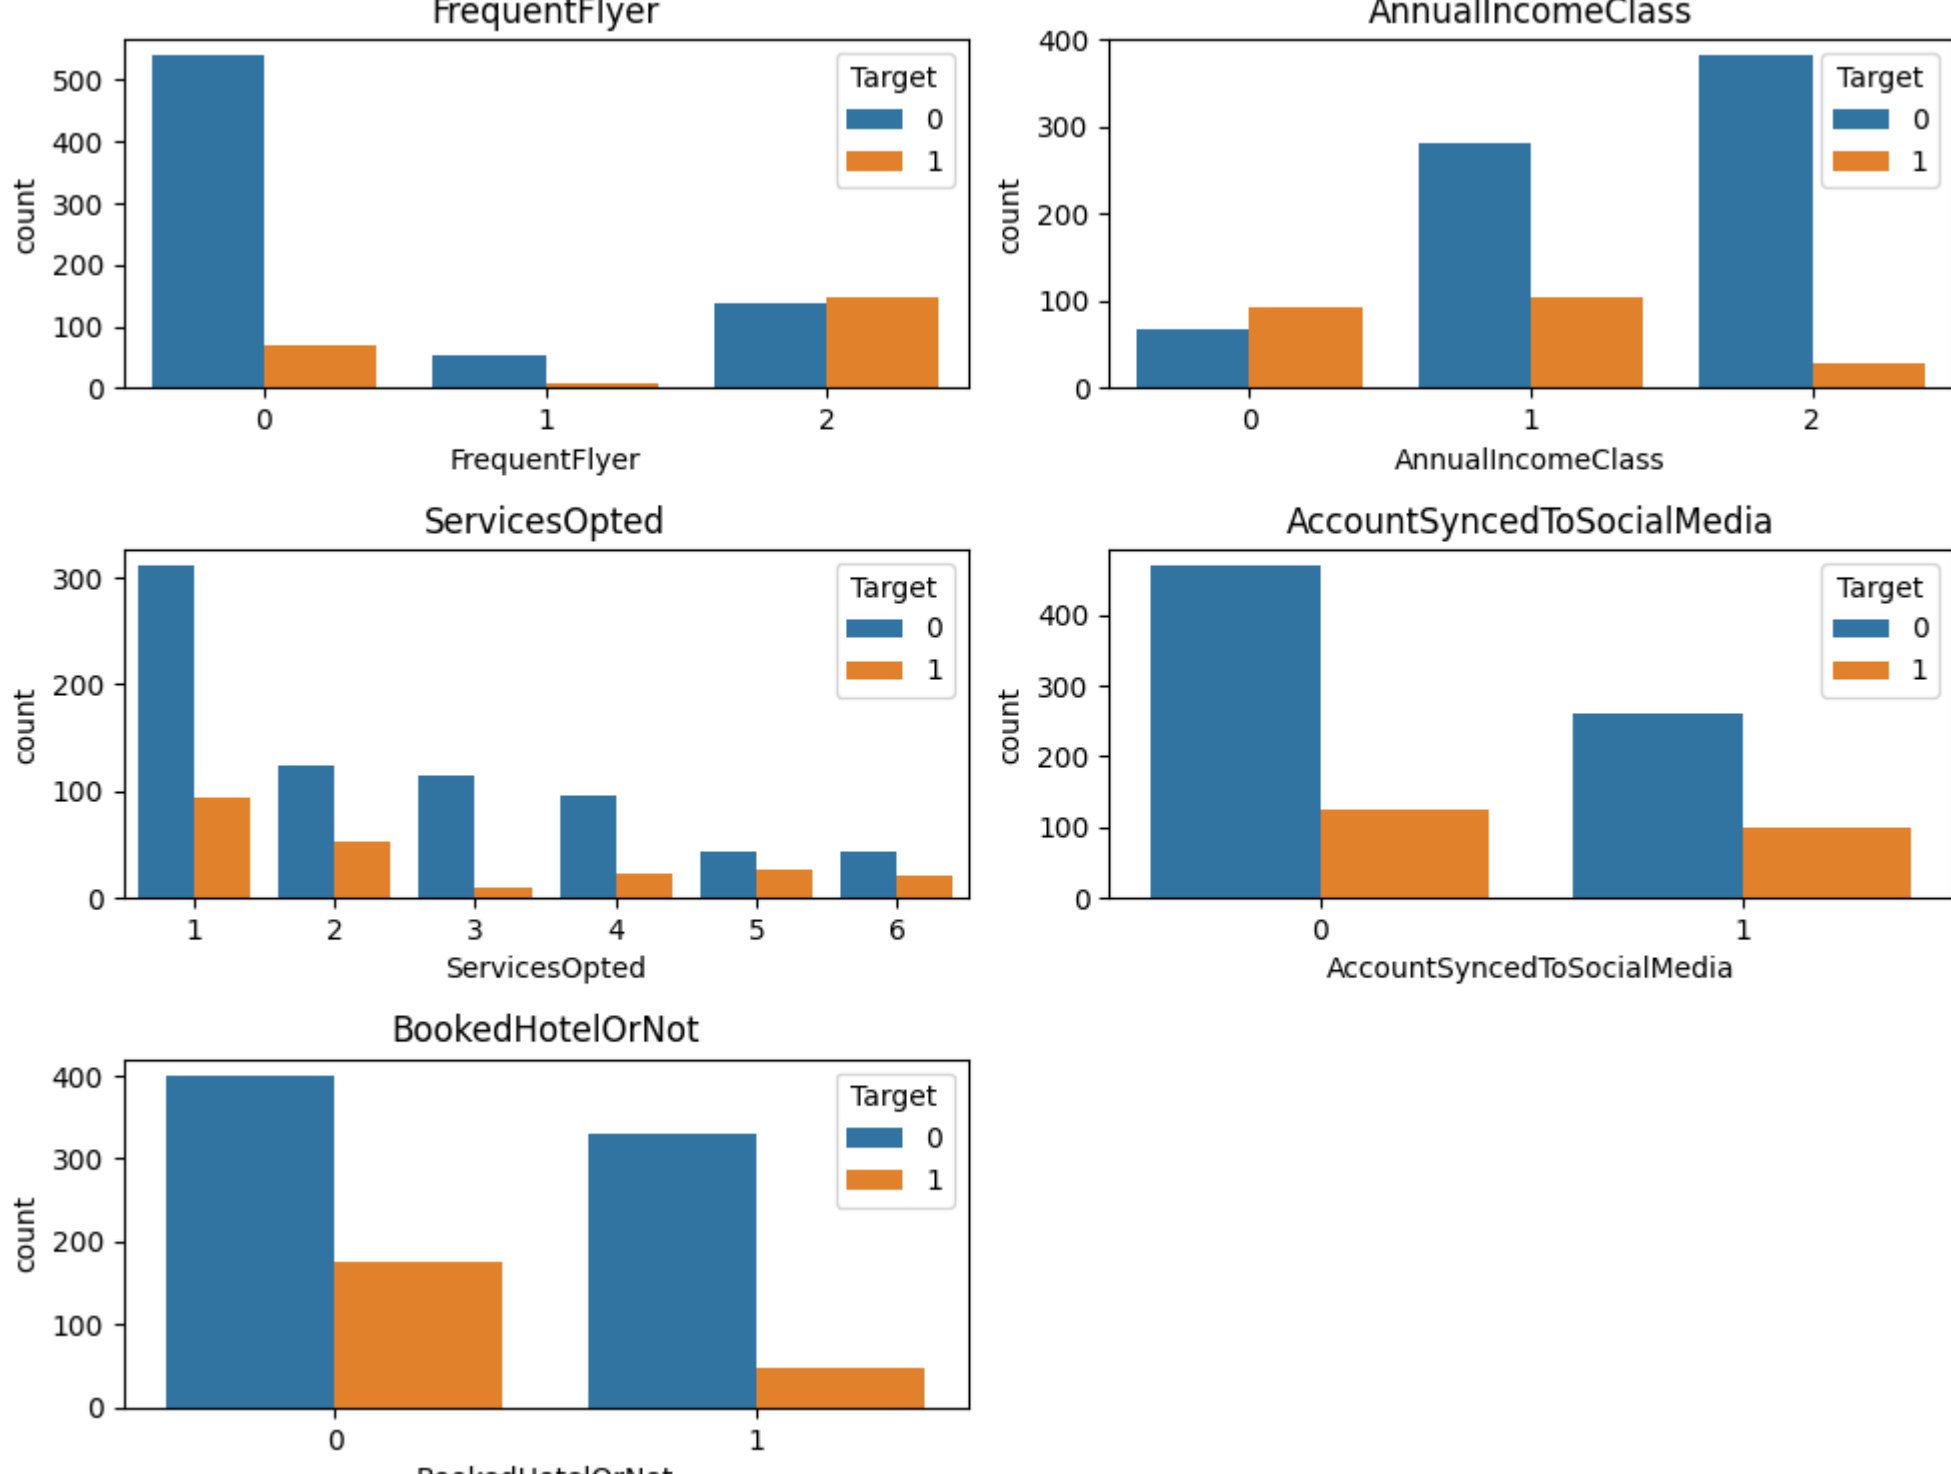 FrequentFlyer
500
400
300
200
100
0
count
0 1 2
FrequentFlyer
Target
0
1
AnnualIncomeClass
400
300
200
100
0
count
0 1 2
AnnualIncomeClass
Target
0
1
ServicesOpted
300
200
100
0
count
1 2 3 4 5 6
ServicesOpted
Target
0
1
AccountSyncedToSocialMedia
400
300
200
100
0
count
0 1
AccountSyncedToSocialMedia
Target
0
1
BookedHotelOrNot
400
300
200
100
0
count
0 1
BookedHotelOrNot
Target
0
1